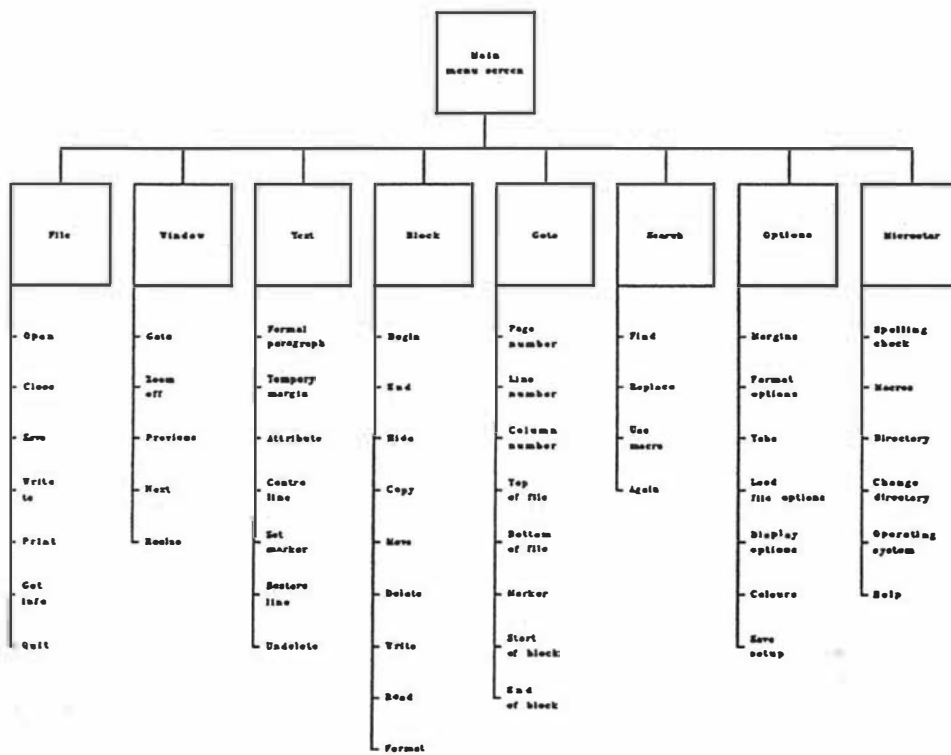 Main
menu screen
File
Window
Text
Block
Goto
Search
Options
Microstar
Open
Close
Save
Write
to
Print
Get
info
Quit
Goto
Zoom
off
Previous
Next
Resize
Format
paragraph
Tempory
margin
Attribute
Centre
line
Set
marker
Restore
line
Undelete
Begin
End
Hide
Copy
Move
Delete
Write
Read
Format
Page
number
Line
number
Column
number
Top
of file
Bottom
of file
Marker
Start
of block
End
of block
Find
Replace
Use
macro
Again
Margins
Format
options
Tabs
Load
file options
Display
options
Colours
Save
setup
Spelling
check
Macros
Directory
Change
directory
Operating
system
Help